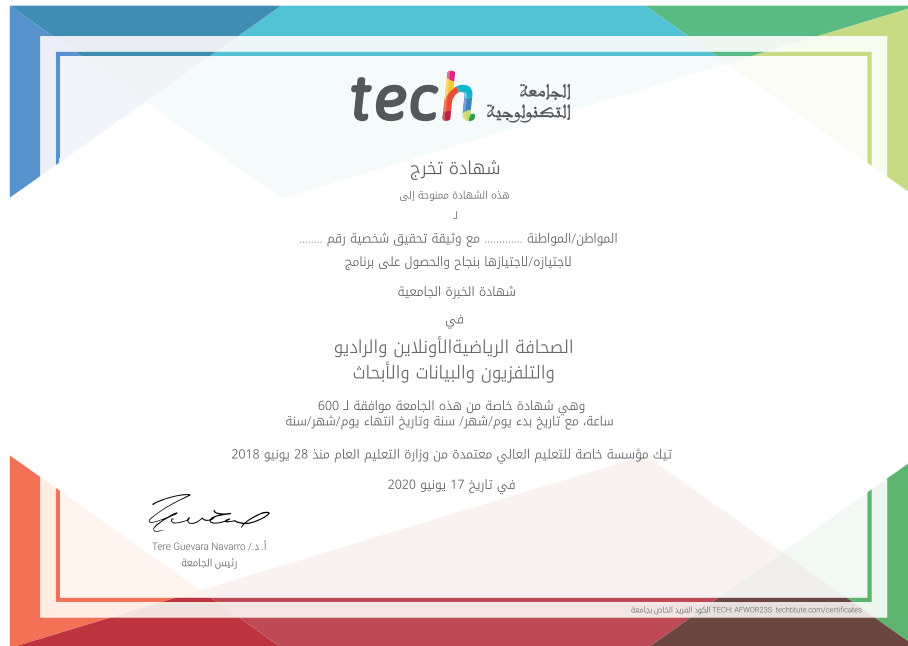 tech الجامعة
التكنولوجية
شهادة تخرج
هذه الشهادة ممنوحة إلى
لـ
المواطن/المواطنة ............ مع وثيقة تحقيق شخصية رقم ........
لاجتيازه/لاجتيازها بنجاح والحصول على برنامج
شهادة الخبرة الجامعية
في
الصحافة الرياضيةالأونلاين والراديو
والتلفزيون والبيانات والأبحاث
وهي شهادة خاصة من هذه الجامعة موافقة لـ 600
ساعة، مع تاريخ بدء يوم/شهر/ سنة وتاريخ انتهاء يوم/شهر/سنة
تيك مؤسسة خاصة للتعليم العالي معتمدة من وزارة التعليم العام منذ 28 يونيو 2018
في تاريخ 17 يونيو 2020
أ. د./ Tere Guevara Navarro
رئيس الجامعة
الكود الفريد الخاص بجامعة TECH: AFWOR23S techtitute.com/certificates